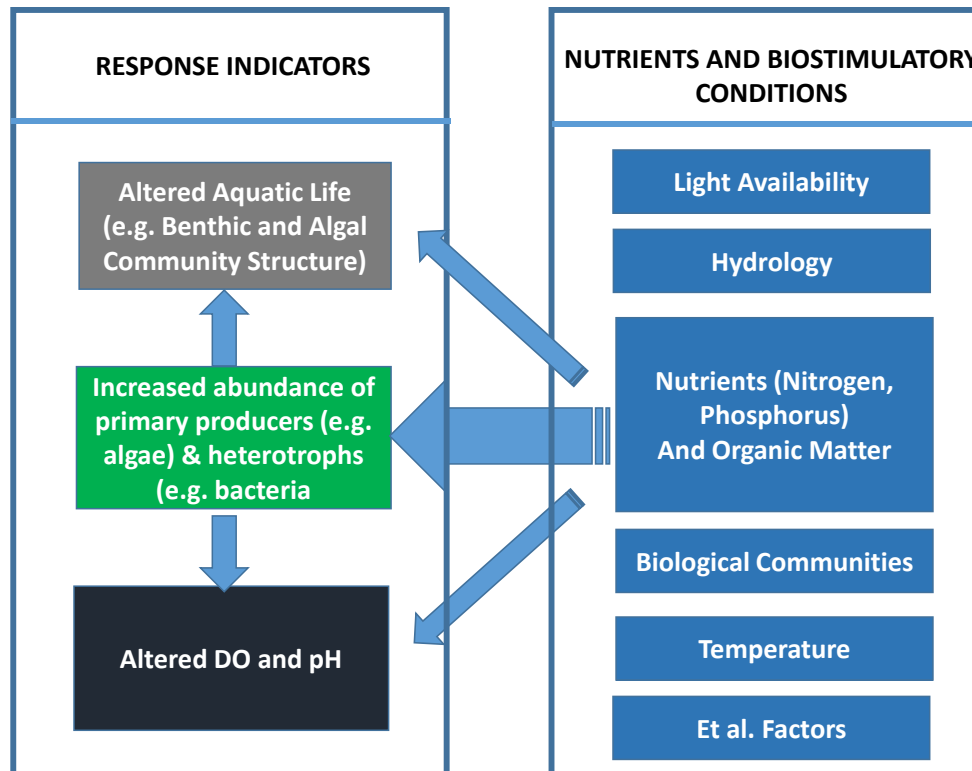 RESPONSE INDICATORS
Altered Aquatic Life
(e.g. Benthic and Algal
Community Structure)
Increased abundance of
primary producers (e.g.
algae) & heterotrophs
(e.g. bacteria
Altered DO and pH
NUTRIENTS AND BIOSTIMULATORY
CONDITIONS
Light Availability
Hydrology
Nutrients (Nitrogen,
Phosphorus)
And Organic Matter
Biological Communities
Temperature
Et al. Factors